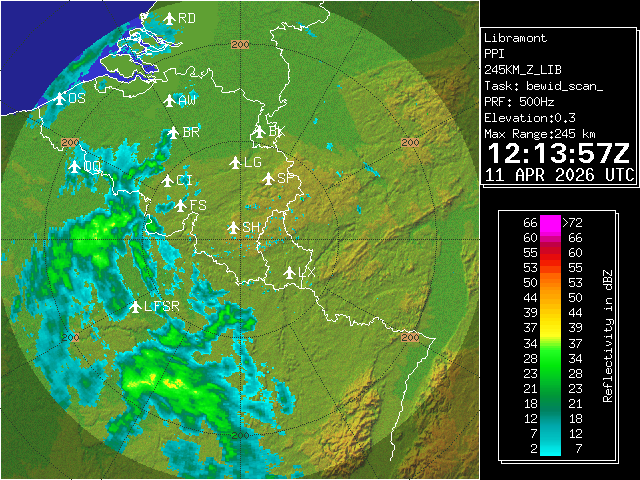 RD
200
OS
AW
BR
BK
200
200
QO
LG
CI
SP
FS
SH
LX
LFSR
200
200
200
Libramont
PPI
245KM_Z_LIB
Task: bewid_scan_
PRF: 500Hz
Elevation:0.3
Max Range:245 km
12:13:57Z
11 APR 2026 UTC
66 >72
60 66
55 60
53 55
50 53
44 50
39 44
37 39
34 37
28 34
23 28
21 23
18 21
12 18
7 12
2 7
Reflectivity in dBZ